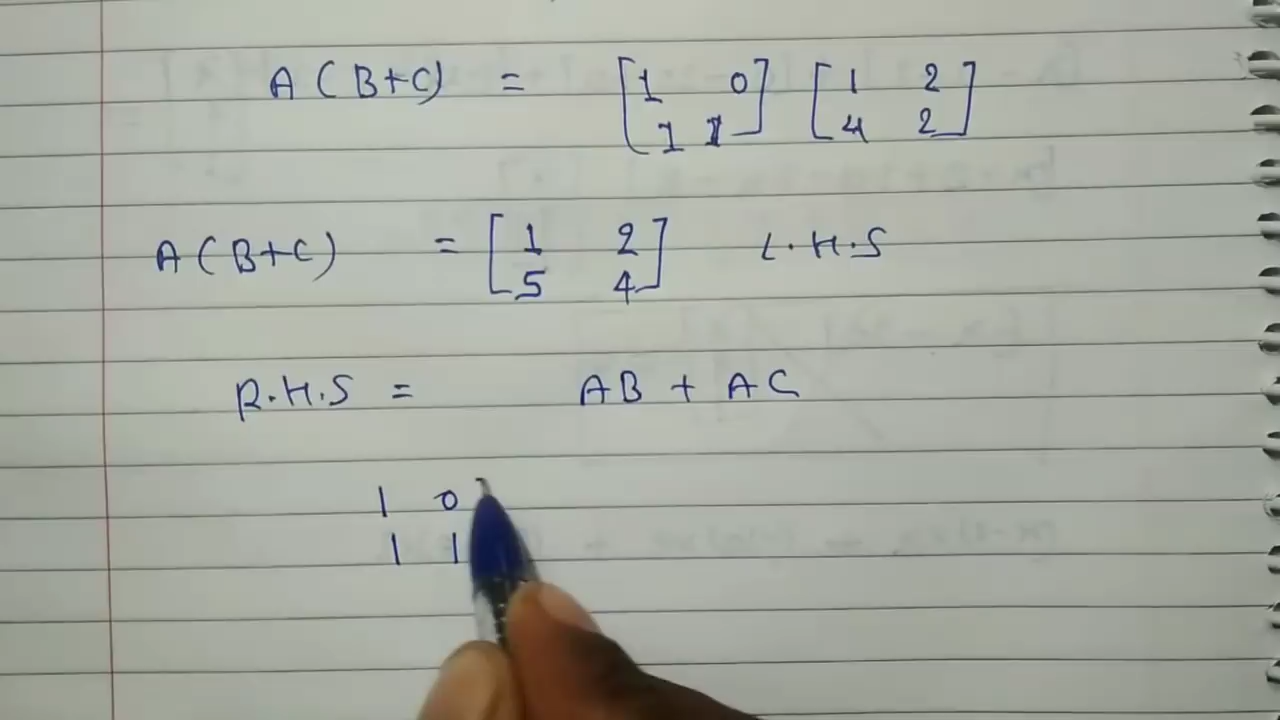 A (B+C) = [1 0] [1 2]
[1 1] [4 2]
A (B+C) = [1 2] L.H.S
[5 4]
R.H.S = AB + AC
1 0
1 1